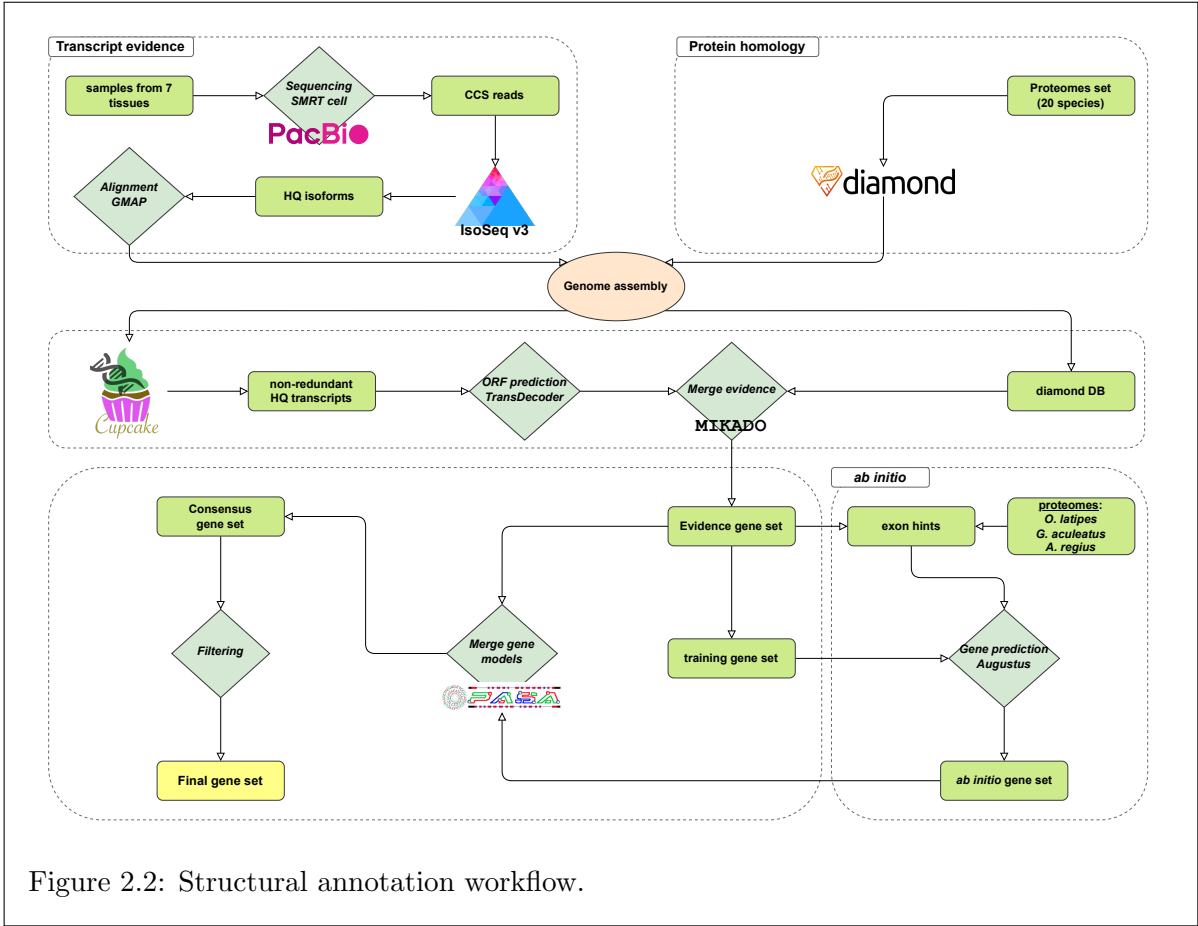 Transcript evidence
Protein homology
samples from 7
tissues
Sequencing
SMRT cell
PacBio
CCS reads
Proteomes set
(20 species)
Alignment
GMAP
HQ isoforms
IsoSeq v3
diamond
Genome assembly
Cupcake
non-redundant
HQ transcripts
ORF prediction
TransDecoder
Merge evidence
MIKADO
diamond DB
ab initio
Consensus
gene set
Evidence gene set
exon hints
proteomes:
O. latipes
G. aculeatus
A. regius
Filtering
Merge gene
models
PASA
training gene set
Gene prediction
Augustus
Final gene set
ab initio gene set
Figure 2.2: Structural annotation workflow.